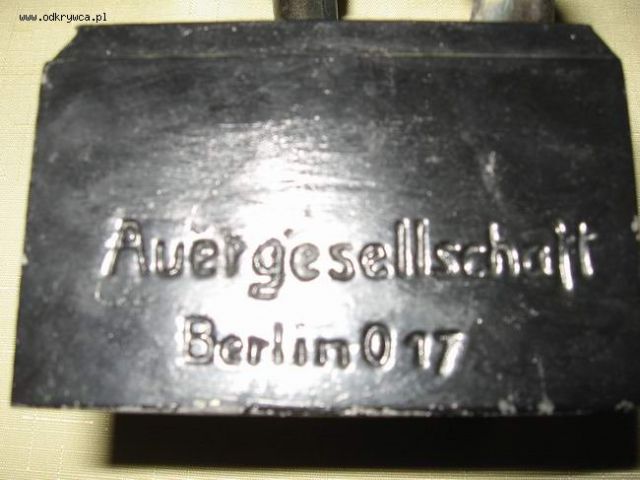 www.odkrywca.pl
Auergesellschaft
Berlin O 17